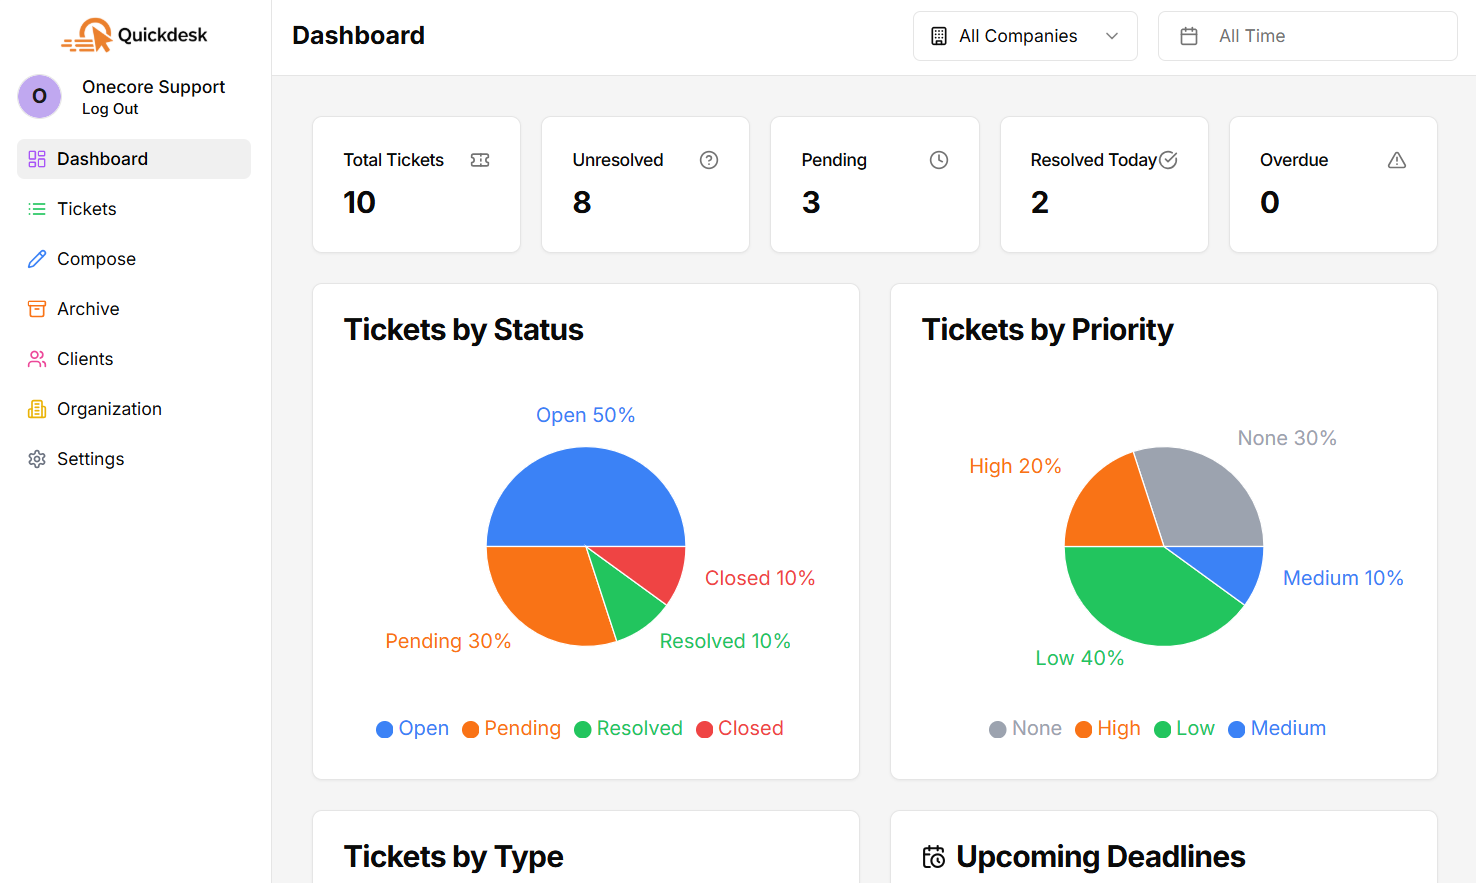 Quickdesk
O
Onecore Support
Log Out
Dashboard
Tickets
Compose
Archive
Clients
Organization
Settings
Dashboard
All Companies
All Time
Total Tickets
10
Unresolved
8
Pending
3
Resolved Today
2
Overdue
0
Tickets by Status
Open 50%
Closed 10%
Resolved 10%
Pending 30%
Open Pending Resolved Closed
Tickets by Priority
None 30%
High 20%
Medium 10%
Low 40%
None High Low Medium
Tickets by Type
Upcoming Deadlines